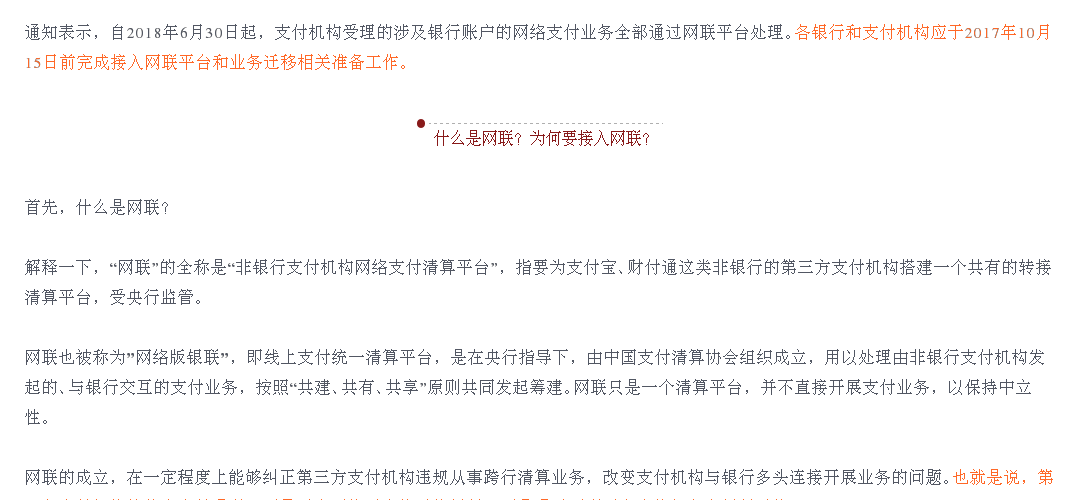 通知表示，自2018年6月30日起，支付机构受理的涉及银行账户的网络支付业务全部通过网联平台处理。各银行和支付机构应于2017年10月
15日前完成接入网联平台和业务迁移相关准备工作。
什么是网联？为何要接入网联？
首先，什么是网联？
解释一下，“网联”的全称是“非银行支付机构网络支付清算平台”，指要为支付宝、财付通这类非银行的第三方支付机构搭建一个共有的转接
清算平台，受央行监管。
网联也被称为”网络版银联”，即线上支付统一清算平台，是在央行指导下，由中国支付清算协会组织成立，用以处理由非银行支付机构发
起的、与银行交互的支付业务，按照“共建、共有、共享”原则共同发起筹建。网联只是一个清算平台，并不直接开展支付业务，以保持中立
性。
网联的成立，在一定程度上能够纠正第三方支付机构违规从事跨行清算业务，改变支付机构与银行多头连接开展业务的问题。也就是说，第